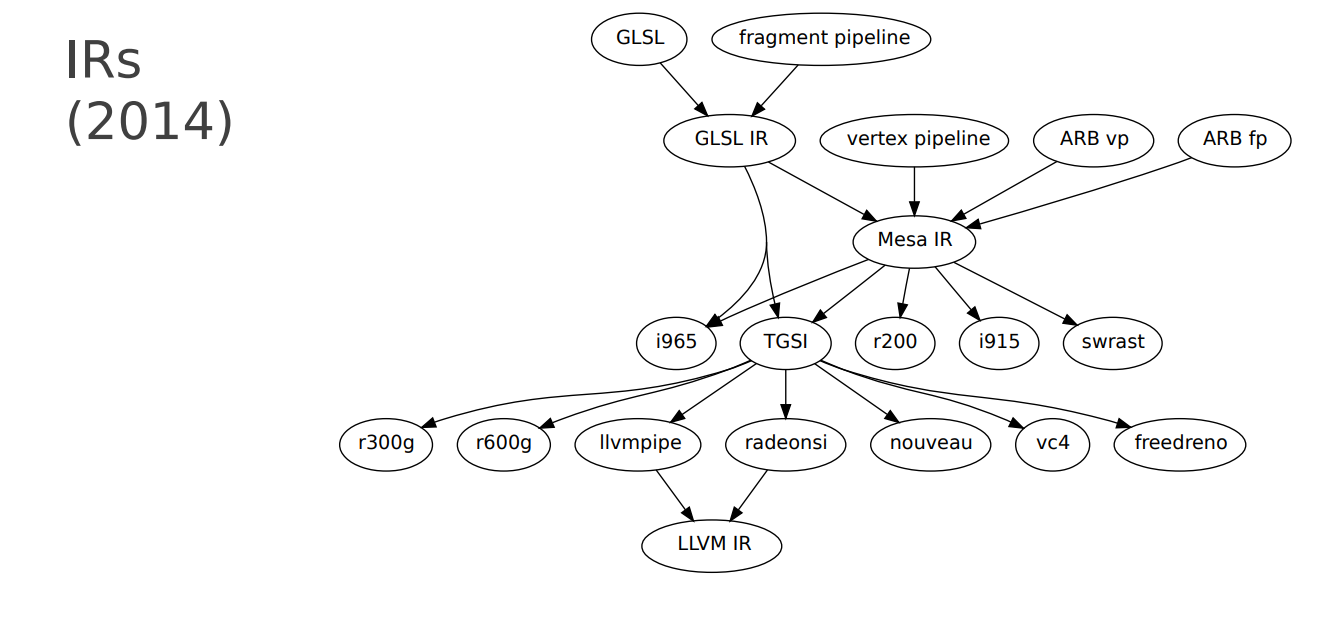 IRs
(2014)
GLSL
fragment pipeline
GLSL IR
vertex pipeline
ARB vp
ARB fp
Mesa IR
i965
TGSI
r200
i915
swrast
r300g
r600g
llvmpipe
radeonsi
nouveau
vc4
freedreno
LLVM IR